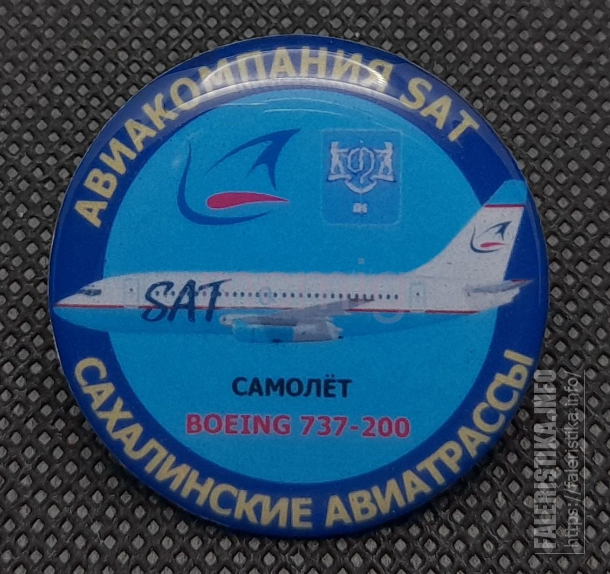 АВИАКОМПАНИЯ SAT
SAT
САМОЛЁТ
BOEING 737-200
САХАЛИНСКИЕ АВИАТРАССЫ
FALERISTIKA.INFO
https://faleristika.info/